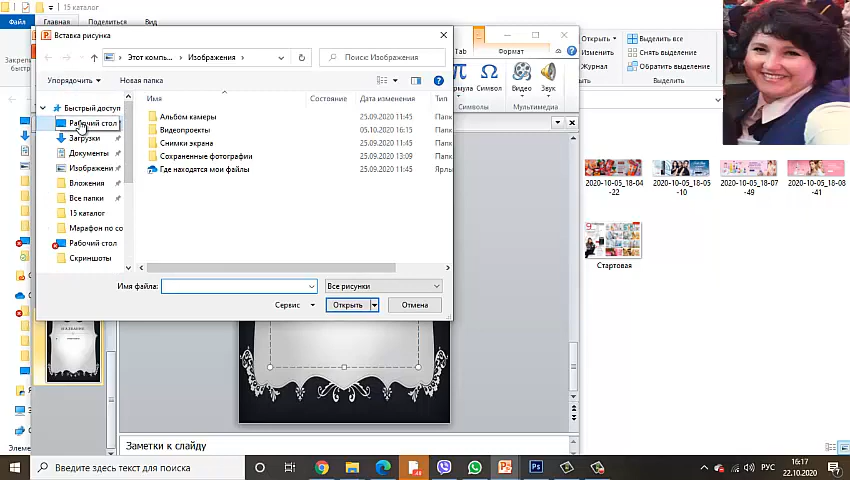 15 каталог
Файл
Главная
Поделиться
Вид
Вставка рисунка
Этот компь...
Изображения
Поиск: Изображения
Упорядочить
Новая папка
Имя
Состояние
Дата изменения
Тип
Быстрый доступ
Рабочий стол
Загрузки
Документы
Изображени
Вложения
Все папки
15 каталог
Марафон по со
Рабочий стол
Скриншоты
Альбом камеры 25.09.2020 11:45 Папк
Видеопроекты 05.10.2020 16:15 Папк
Снимки экрана 25.09.2020 11:45 Папк
Сохраненные фотографии 25.09.2020 13:09 Папк
Где находятся мои файлы 25.09.2020 11:45 Ярль
Имя файла:
Все рисунки
Сервис
Открыть
Отмена
Tab
Формат
Символ
Символы
Видео
Звук
Мультимедиа
Открыть
Изменить
Журнал
Выделить все
Снять выделение
Обратить выделение
Выделить
2020-10-05_18-04-22
2020-10-05_18-05-10
2020-10-05_18-07-49
2020-10-05_18-08-41
Стартовая
Заметки к слайду
Элеме
Введите здесь текст для поиска
РУС
16:17
22.10.2020